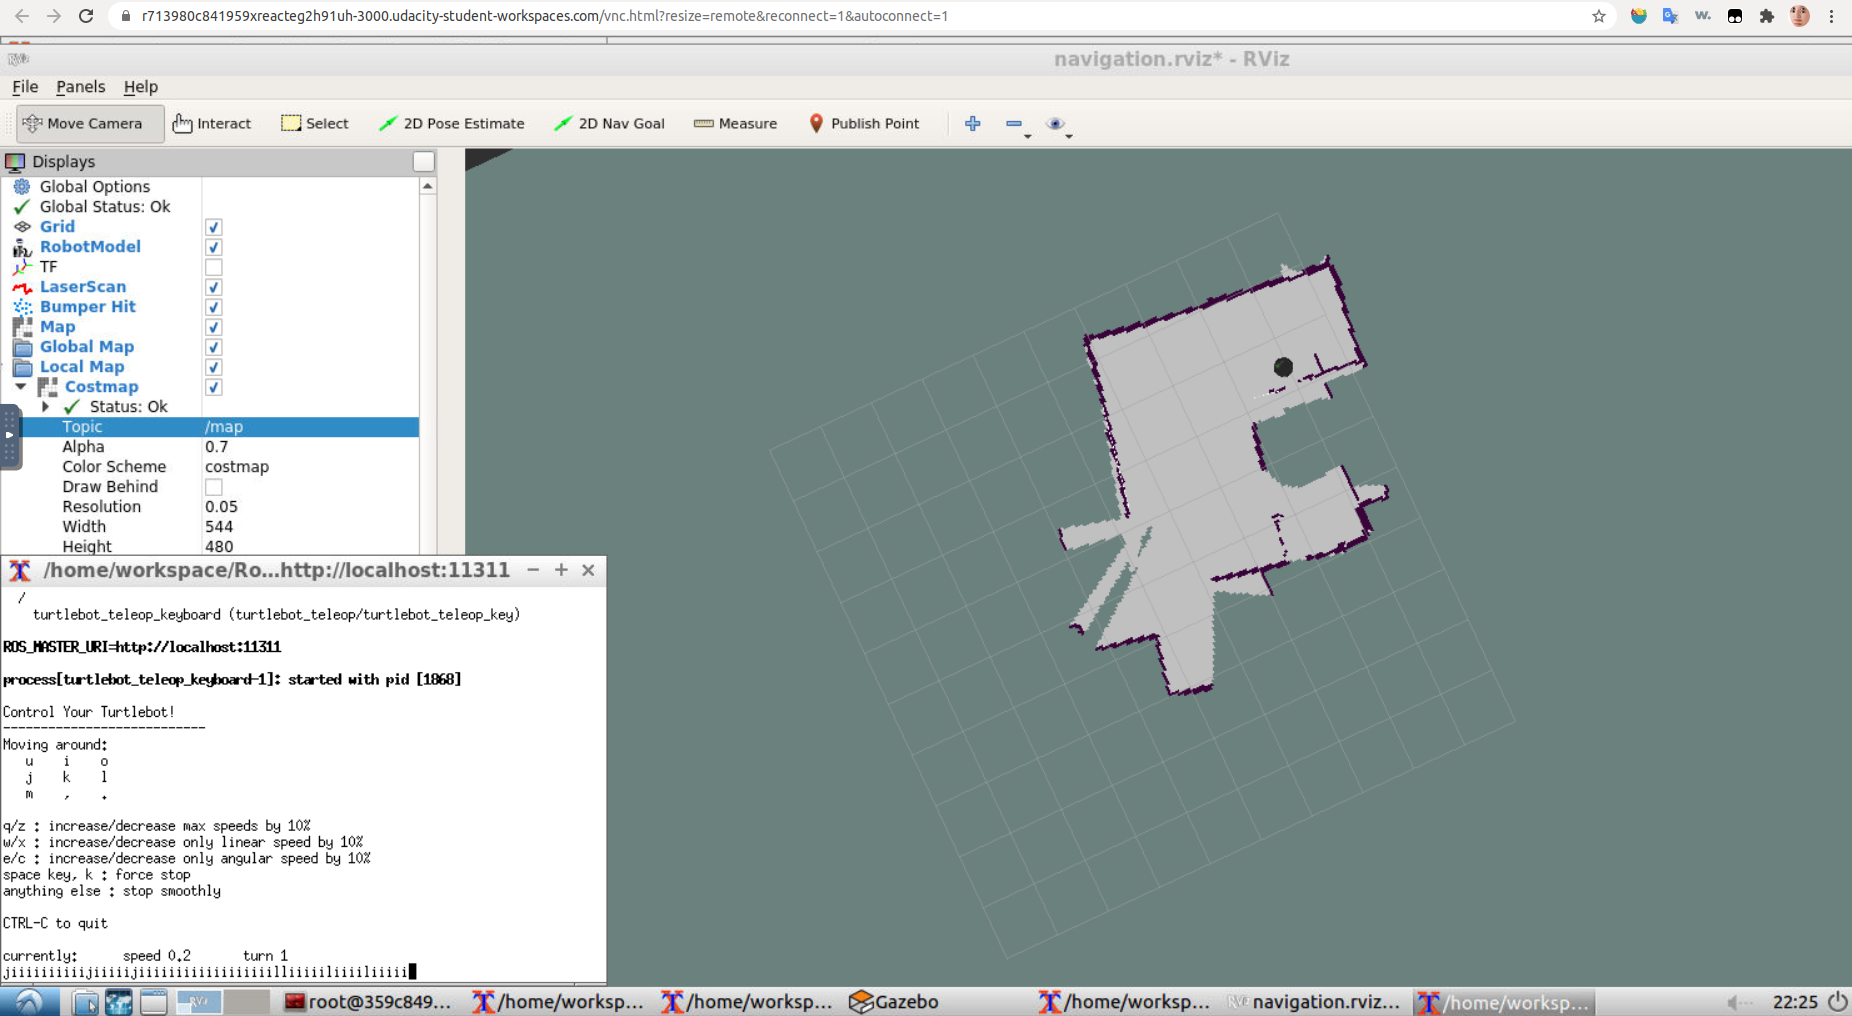 r713980c841959xreacteg2h91uh-3000.udacity-student-workspaces.com/vnc.html?resize=remote&reconnect=1&autoconnect=1
w.
RViz
navigation.rviz* - RViz
File Panels Help
Move Camera Interact Select 2D Pose Estimate 2D Nav Goal Measure Publish Point
Displays
Global Options
Global Status: Ok
Grid
RobotModel
TF
LaserScan
Bumper Hit
Map
Global Map
Local Map
Costmap
Status: Ok
Topic /map
Alpha 0.7
Color Scheme costmap
Draw Behind
Resolution 0.05
Width 544
Height 480
/home/workspace/Ro...http://localhost:11311
/
turtlebot_teleop_keyboard (turtlebot_teleop/turtlebot_teleop_key)
ROS_MASTER_URI=http://localhost:11311
process[turtlebot_teleop_keyboard-1]: started with pid [1868]
Control Your Turtlebot!
---------------------------
Moving around:
u i o
j k l
m , .
q/z : increase/decrease max speeds by 10%
w/x : increase/decrease only linear speed by 10%
e/c : increase/decrease only angular speed by 10%
space key, k : force stop
anything else : stop smoothly
CTRL-C to quit
currently: speed 0.2 turn 1
jiiiiiiiiiijiiiiijiiiiiiiiiiiiiiiiiilliiiiiliiiiliiiii
RViz root@359c849... /home/worksp... /home/worksp... Gazebo /home/worksp... RViz navigation.rviz... /home/worksp... 22:25